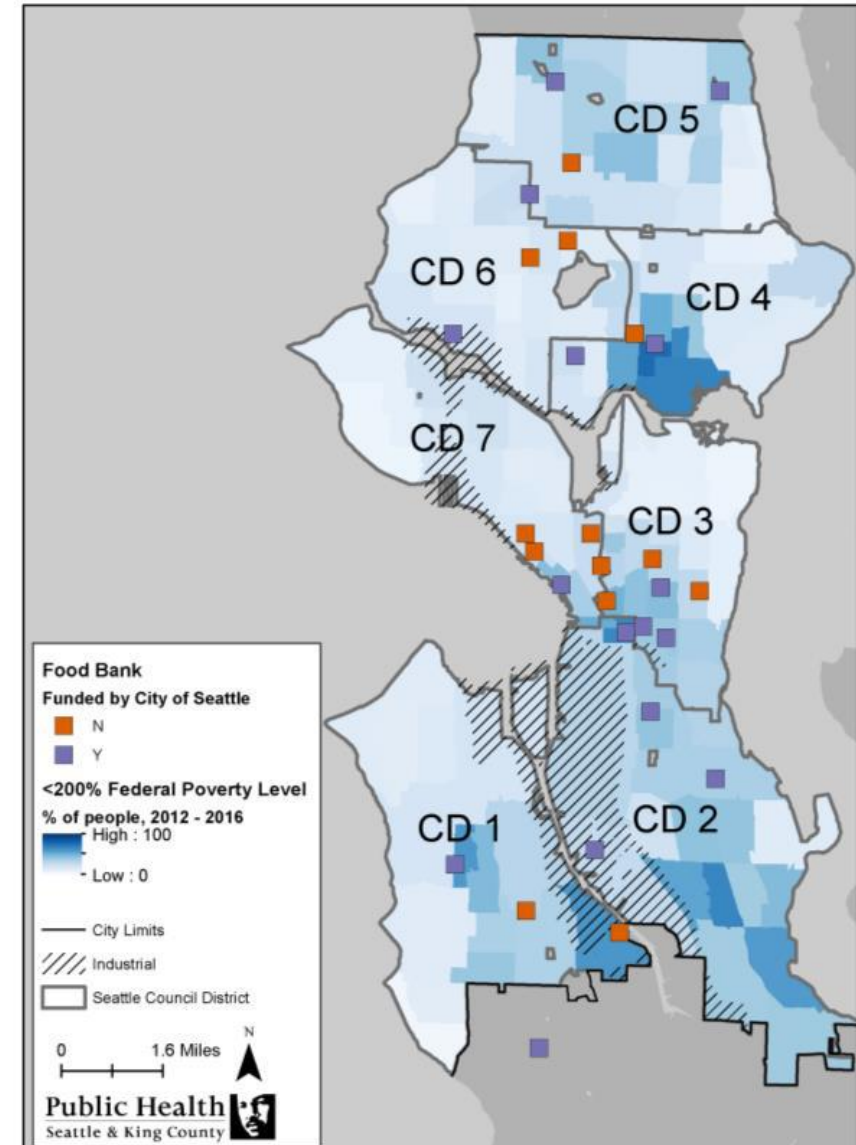 CD 5
CD 6
CD 4
CD 7
CD 3
CD 1
CD 2
Food Bank
Funded by City of Seattle
N
Y
<200% Federal Poverty Level
% of people, 2012 - 2016
High : 100
Low : 0
City Limits
Industrial
Seattle Council District
N
0 1.6 Miles
Public Health
Seattle & King County